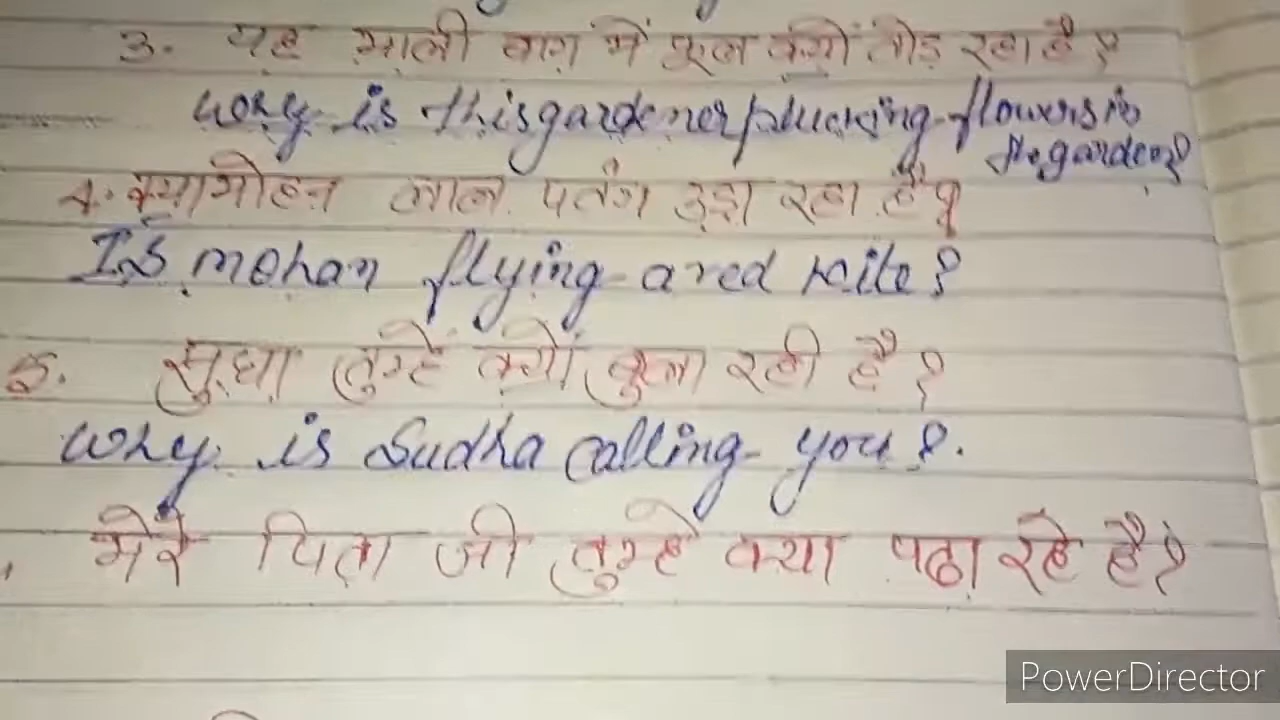 3. यह माली बाग़ में फूल क्यों तोड़ रहा है ?
why is this gardener plucking flowers in
the garden?
4. क्या मोहन लाल पतंग उड़ा रहा है ?
Is mohan flying a red kite?
5. सुधा तुम्हें क्यों बुला रही है ?
why is Sudha calling you?.
मेरे पिता जी तुम्हे क्या पढा रहे है ?
PowerDirector